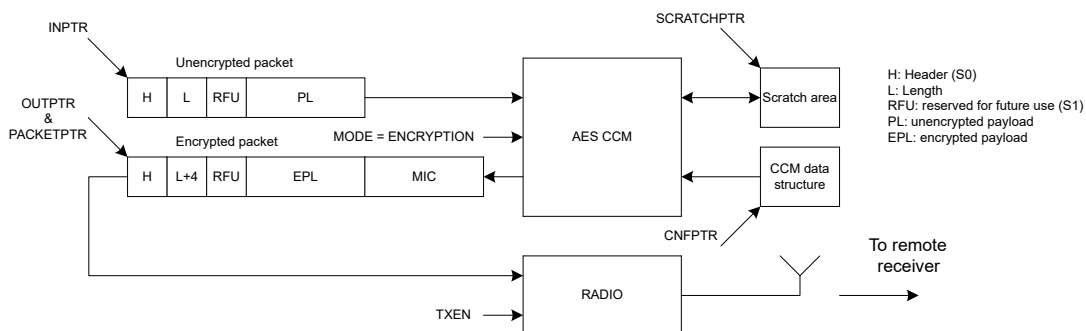 SCRATCHPTR
INPTR
Unencrypted packet
H L RFU PL
OUTPTR
&
PACKETPTR
Encrypted packet
H L+4 RFU EPL MIC
MODE = ENCRYPTION
AES CCM
Scratch area
CCM data
structure
CNFPTR
H: Header (S0)
L: Length
RFU: reserved for future use (S1)
PL: unencrypted payload
EPL: encrypted payload
To remote
receiver
RADIO
TXEN